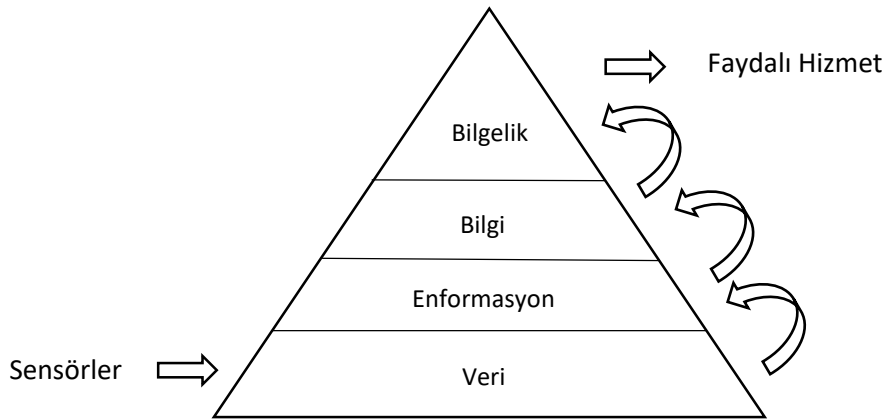 Faydalı Hizmet
Bilgelik
Bilgi
Enformasyon
Sensörler
Veri